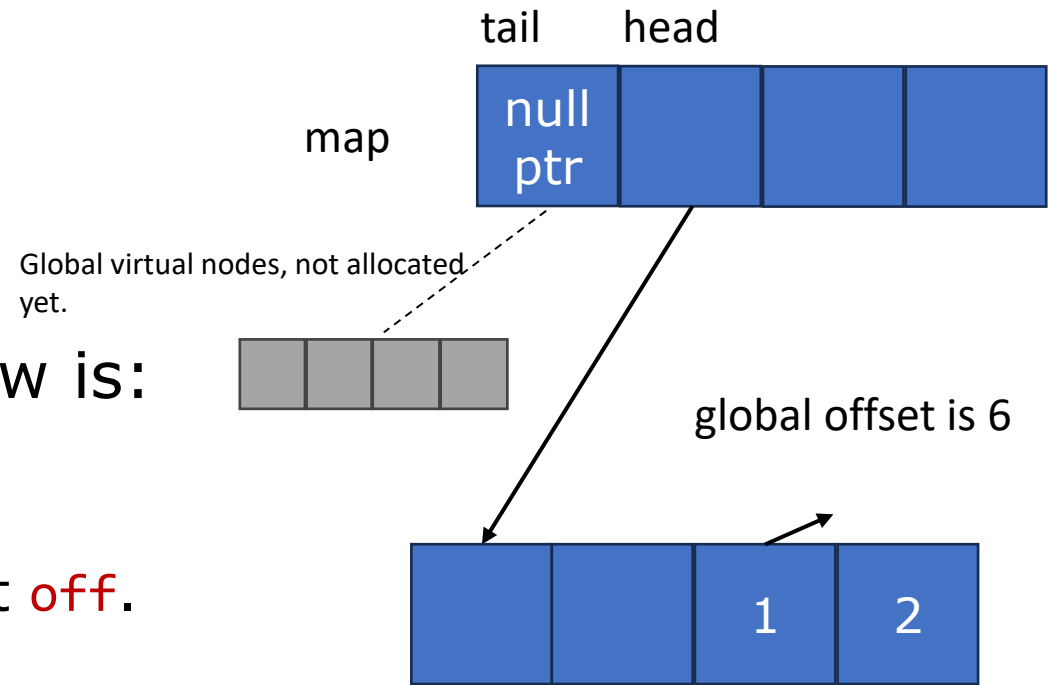 tail head
map
null
ptr
Global virtual nodes, not allocated
yet.
w is:
global offset is 6
t off.
1 2